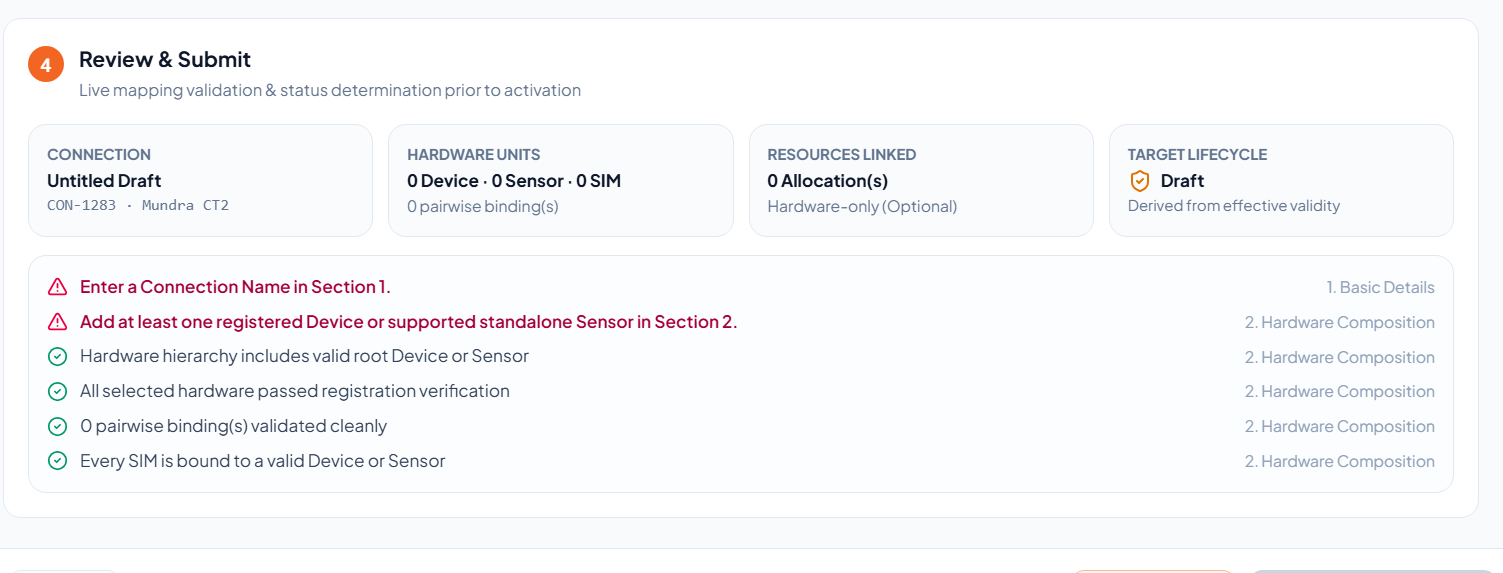 4
Review & Submit
Live mapping validation & status determination prior to activation
CONNECTION
Untitled Draft
CON-1283 · Mundra CT2
HARDWARE UNITS
0 Device · 0 Sensor · 0 SIM
0 pairwise binding(s)
RESOURCES LINKED
0 Allocation(s)
Hardware-only (Optional)
TARGET LIFECYCLE
Draft
Derived from effective validity
Enter a Connection Name in Section 1. 1. Basic Details
Add at least one registered Device or supported standalone Sensor in Section 2. 2. Hardware Composition
Hardware hierarchy includes valid root Device or Sensor 2. Hardware Composition
All selected hardware passed registration verification 2. Hardware Composition
0 pairwise binding(s) validated cleanly 2. Hardware Composition
Every SIM is bound to a valid Device or Sensor 2. Hardware Composition